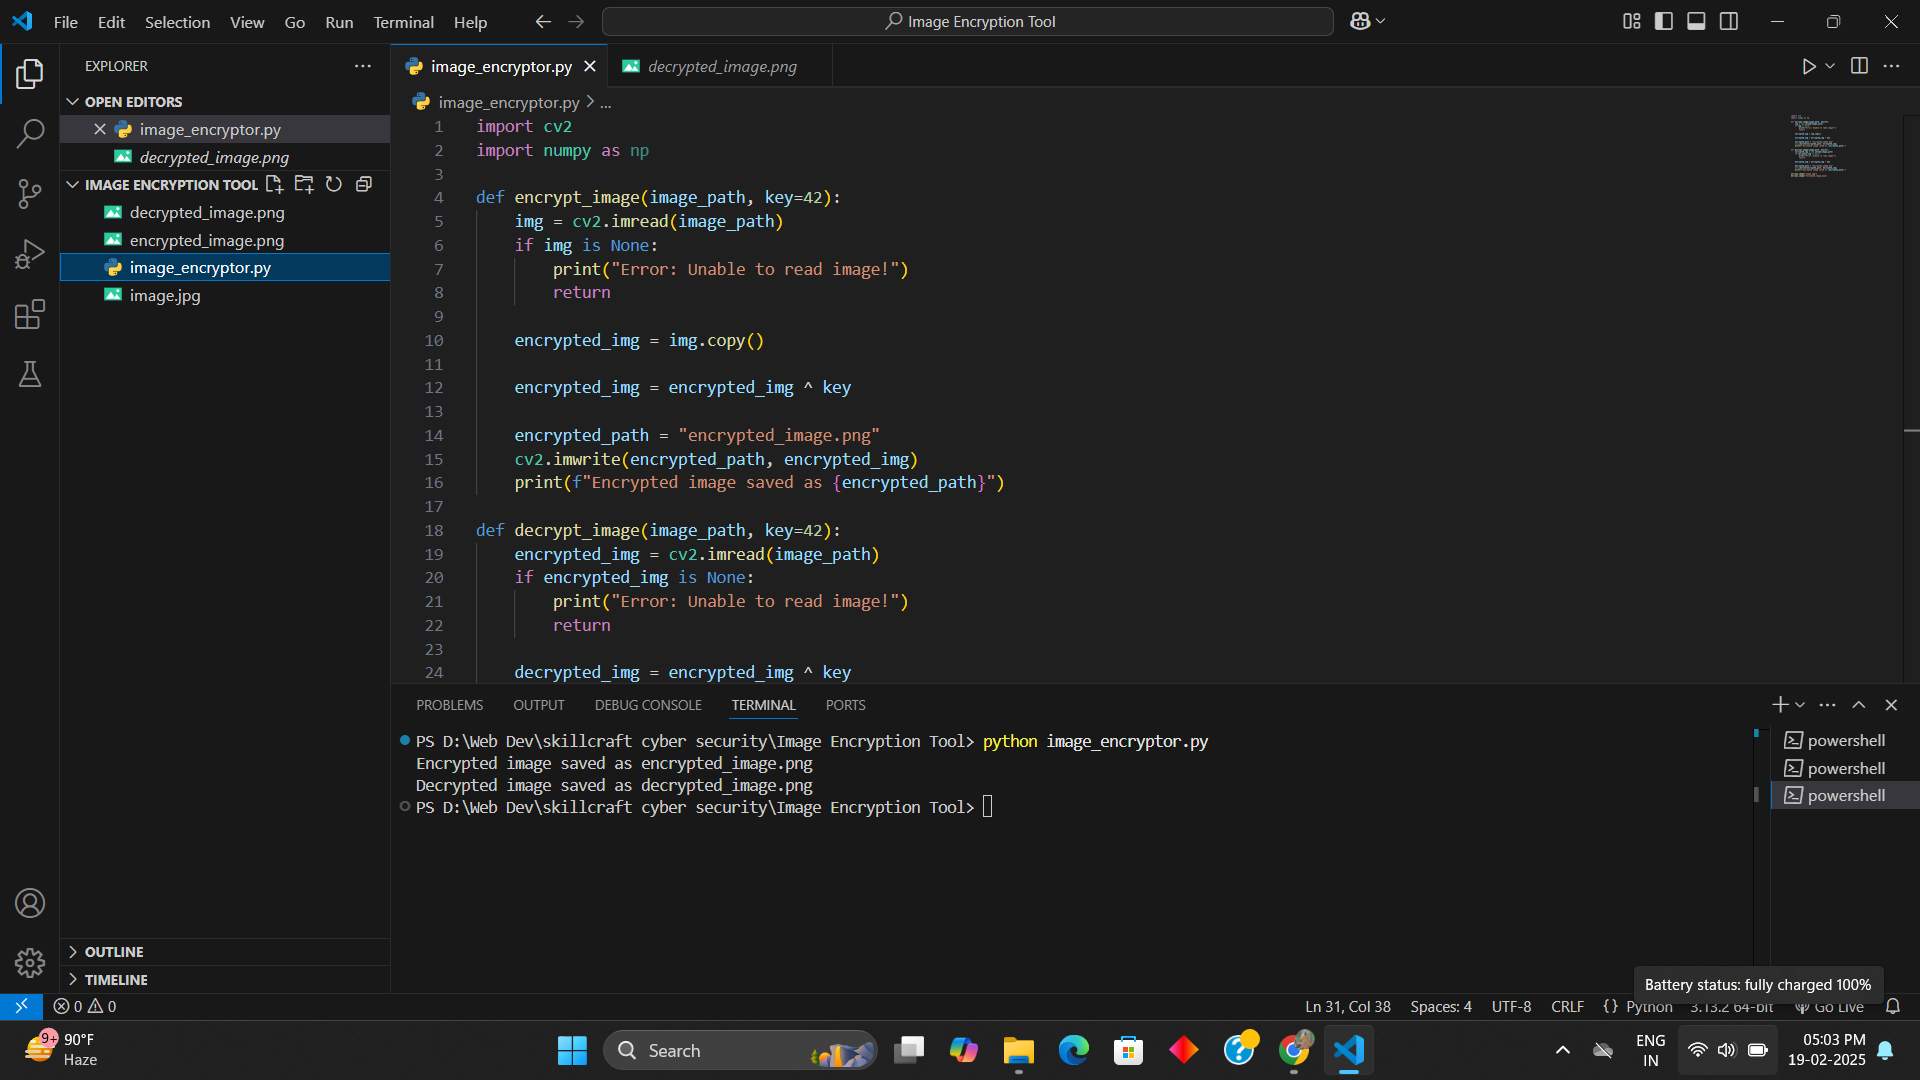 File Edit Selection View Go Run Terminal Help
Image Encryption Tool
EXPLORER
OPEN EDITORS
image_encryptor.py
decrypted_image.png
IMAGE ENCRYPTION TOOL
decrypted_image.png
encrypted_image.png
image_encryptor.py
image.jpg
OUTLINE
TIMELINE
image_encryptor.py
decrypted_image.png
image_encryptor.py > ...
1 import cv2
2 import numpy as np
3
4 def encrypt_image(image_path, key=42):
5     img = cv2.imread(image_path)
6     if img is None:
7         print("Error: Unable to read image!")
8         return
9
10     encrypted_img = img.copy()
11
12     encrypted_img = encrypted_img ^ key
13
14     encrypted_path = "encrypted_image.png"
15     cv2.imwrite(encrypted_path, encrypted_img)
16     print(f"Encrypted image saved as {encrypted_path}")
17
18 def decrypt_image(image_path, key=42):
19     encrypted_img = cv2.imread(image_path)
20     if encrypted_img is None:
21         print("Error: Unable to read image!")
22         return
23
24     decrypted_img = encrypted_img ^ key
PROBLEMS OUTPUT DEBUG CONSOLE TERMINAL PORTS
PS D:\Web Dev\skillcraft cyber security\Image Encryption Tool> python image_encryptor.py
Encrypted image saved as encrypted_image.png
Decrypted image saved as decrypted_image.png
PS D:\Web Dev\skillcraft cyber security\Image Encryption Tool>
powershell
powershell
powershell
Battery status: fully charged 100%
0 0
Ln 31, Col 38 Spaces: 4 UTF-8 CRLF {} Python 3.13.2 64-bit Go Live
9+
90°F
Haze
Search
ENG
IN
05:03 PM
19-02-2025